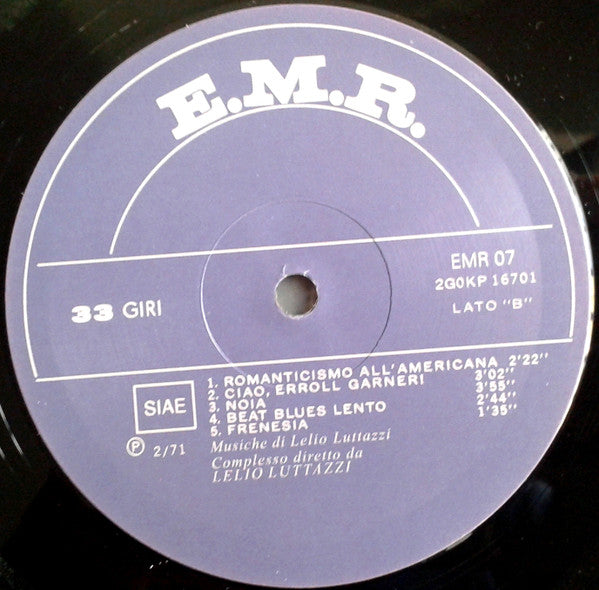 E.M.R.
33 GIRI
EMR 07
2G0KP 16701
LATO "B"
1. ROMANTICISMO ALL'AMERICANA 2'22"
2. CIAO, ERROLL GARNERI 3'02"
3. NOIA 3'55"
4. BEAT BLUES LENTO 2'44"
5. FRENESIA 1'35"
SIAE
Ⓟ 2/71
Musiche di Lelio Luttazzi
Complesso diretto da
LELIO LUTTAZZI